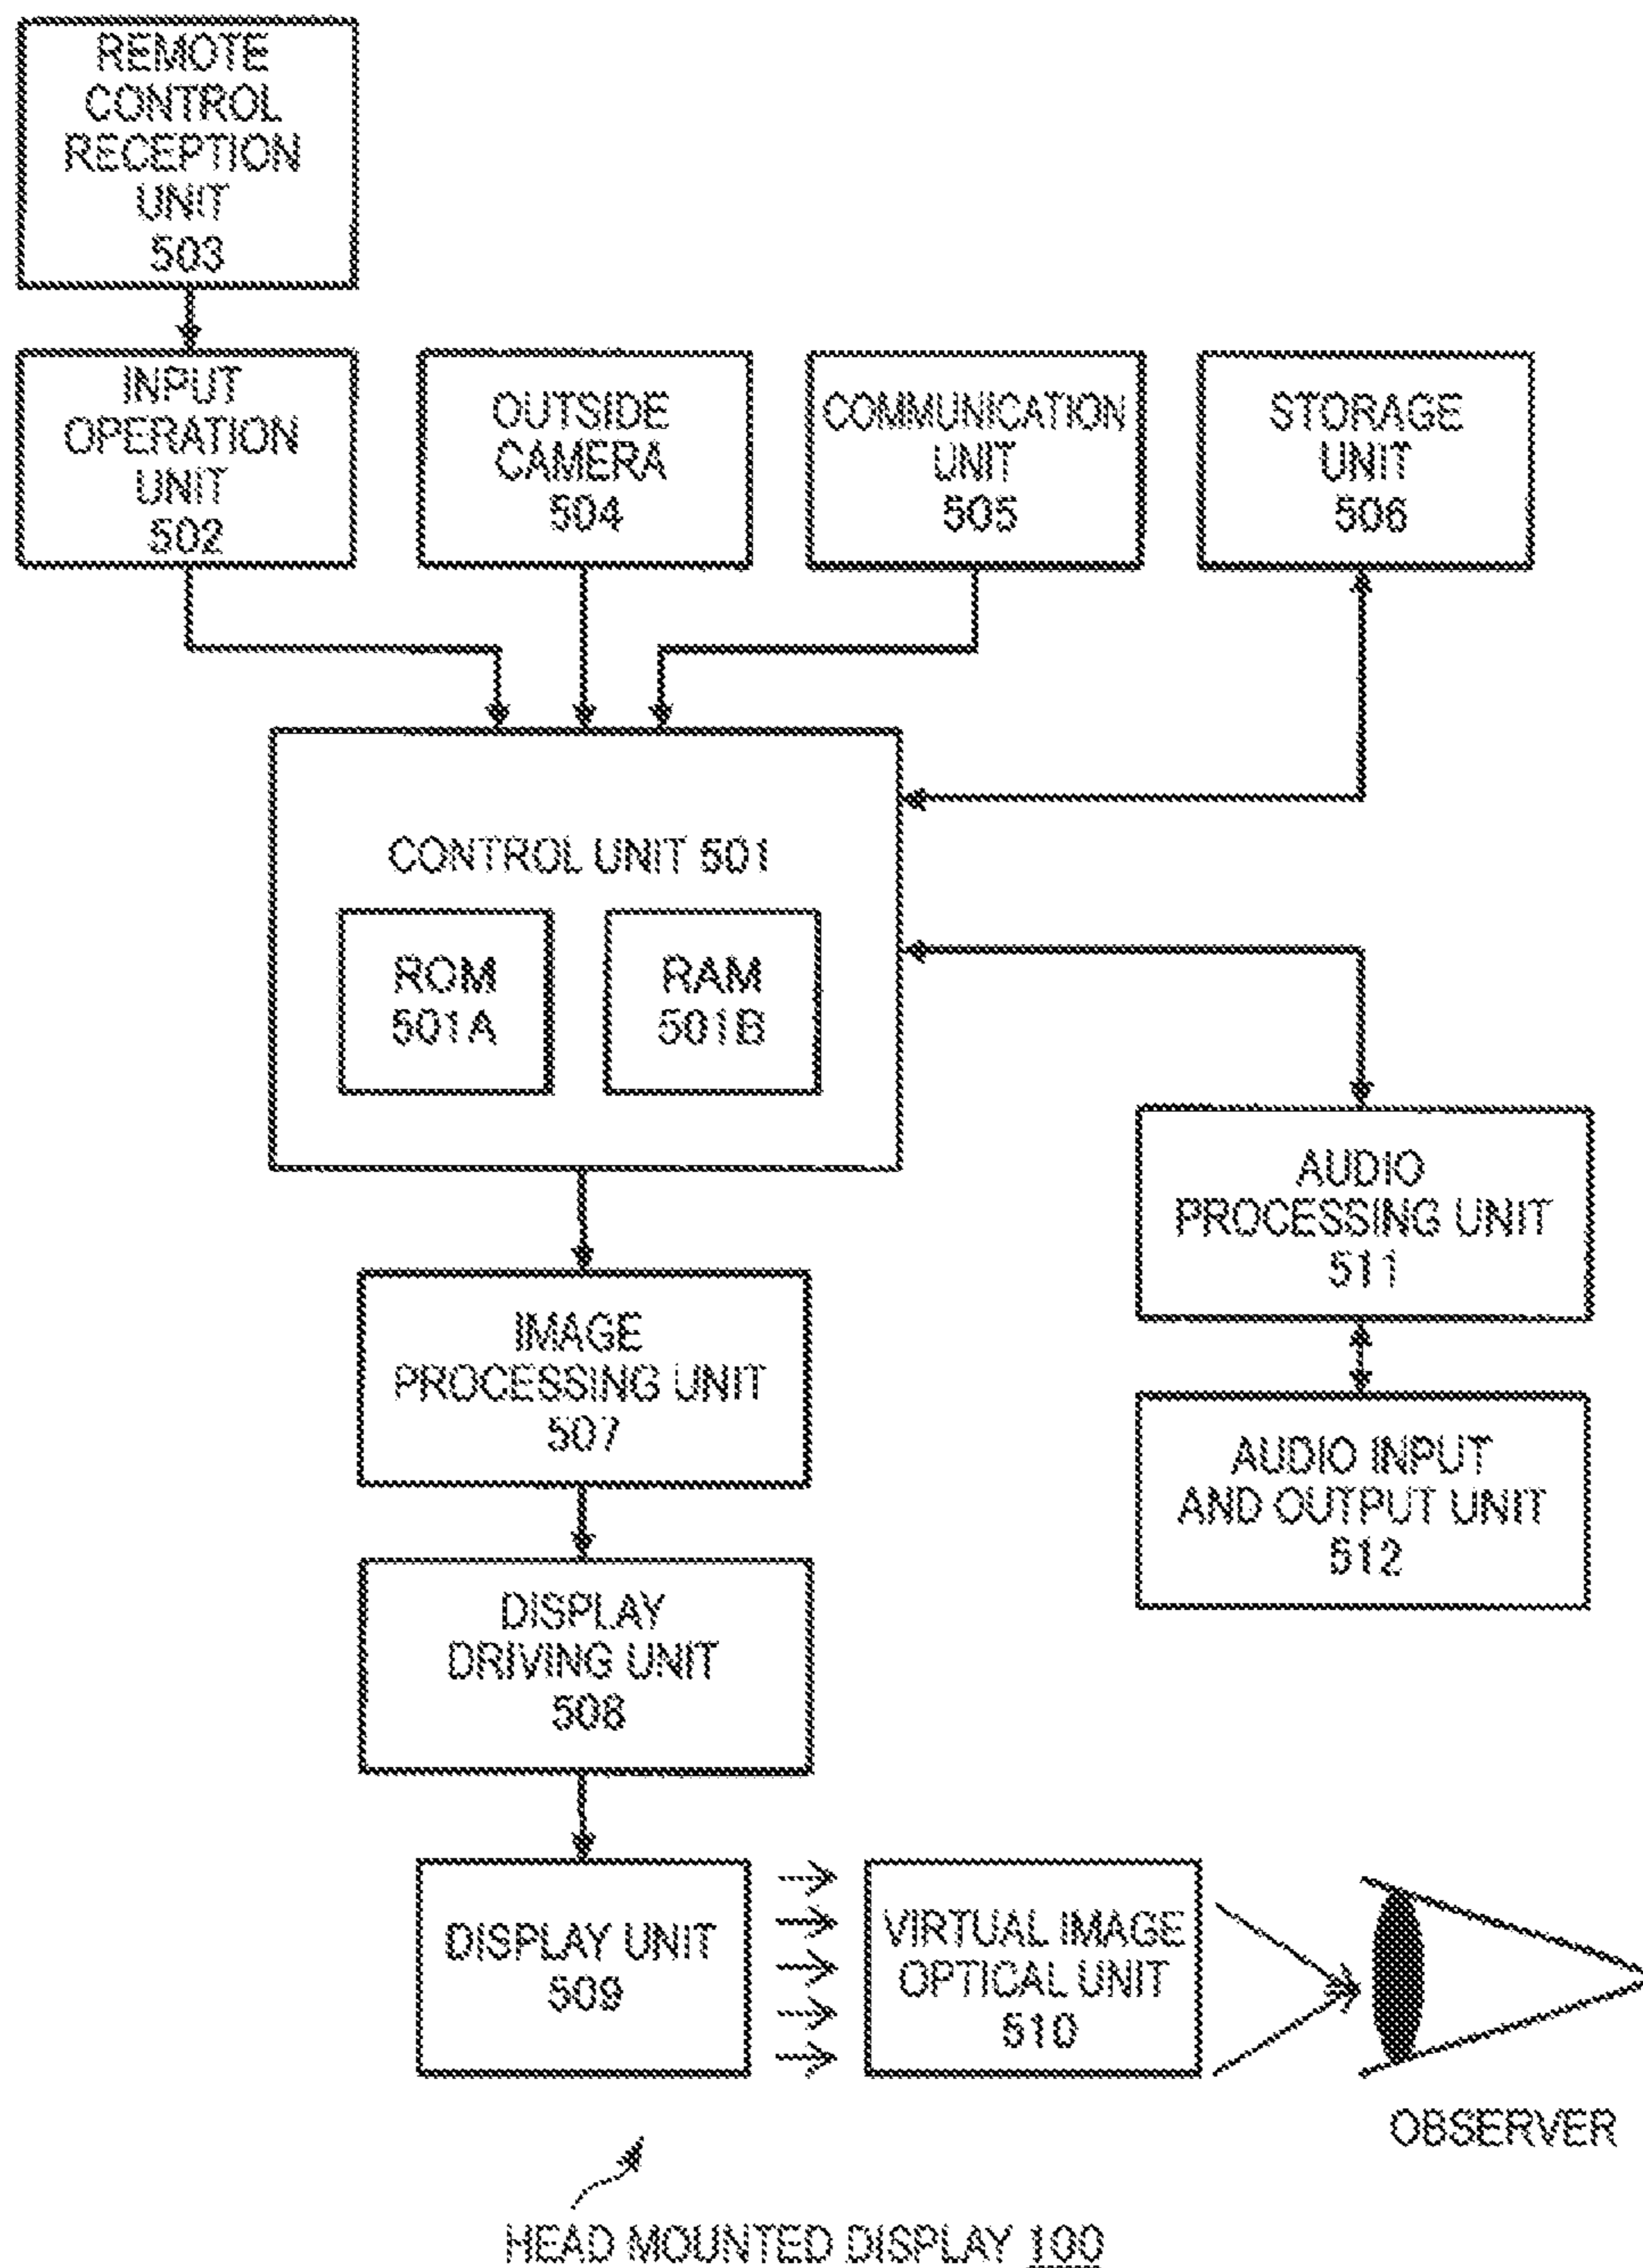 REMOTE
CONTROL
RECEPTION
UNIT
503
INPUT
OPERATION
UNIT
502
OUTSIDE
CAMERA
504
COMMUNICATION
UNIT
505
STORAGE
UNIT
506
CONTROL UNIT 501
ROM
501A
RAM
501B
AUDIO
PROCESSING UNIT
511
IMAGE
PROCESSING UNIT
507
AUDIO INPUT
AND OUTPUT UNIT
512
DISPLAY
DRIVING UNIT
508
DISPLAY UNIT
509
VIRTUAL IMAGE
OPTICAL UNIT
510
OBSERVER
HEAD MOUNTED DISPLAY 100